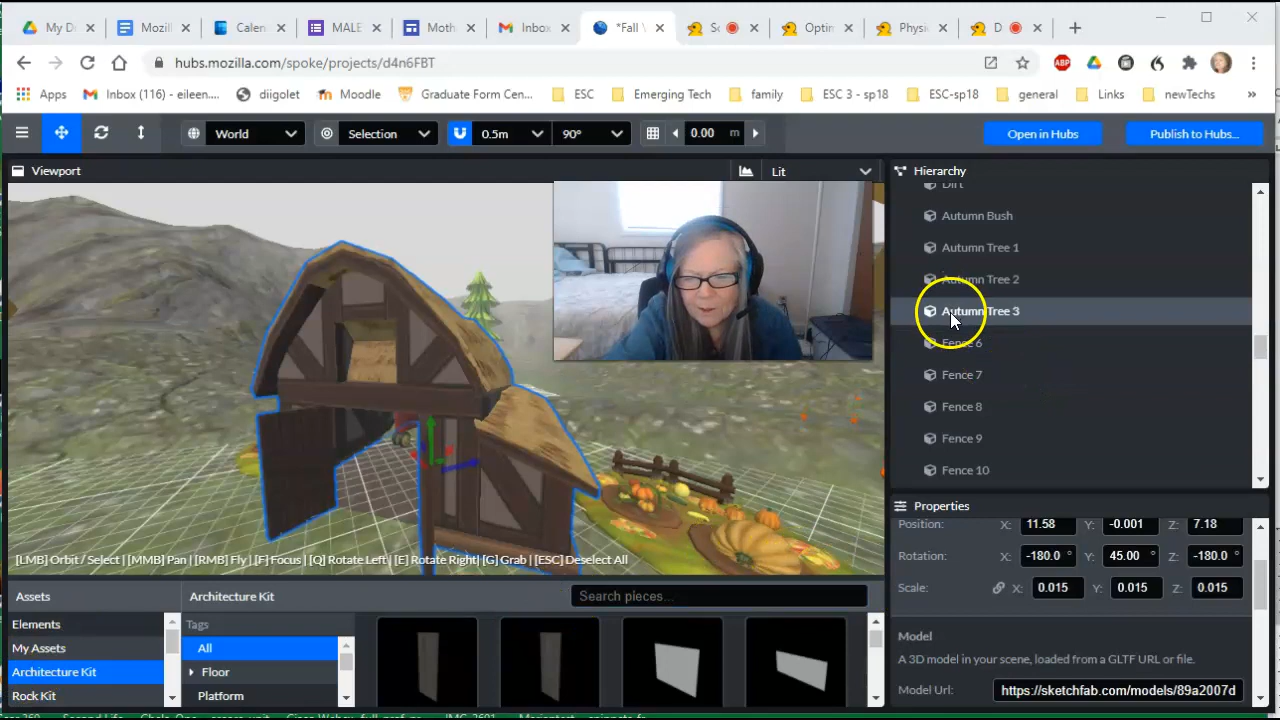 My D
Mozill
Calen
MALE
Moth
Inbox
*Fall \
Sc
Optin
Physi
D
hubs.mozilla.com/spoke/projects/d4n6FBT
ABP
Apps
Inbox (116) - eileen....
diigolet
Moodle
Graduate Form Cen...
ESC
Emerging Tech
family
ESC 3 - sp18
ESC-sp18
general
Links
newTechs
»
World
Selection
0.5m
90°
0.00 m
Open in Hubs
Publish to Hubs...
Viewport
Lit
Hierarchy
Dirt
Autumn Bush
Autumn Tree 1
Autumn Tree 2
Autumn Tree 3
Fence 6
Fence 7
Fence 8
Fence 9
Fence 10
[LMB] Orbit / Select | [MMB] Pan | [RMB] Fly | [F] Focus | [Q] Rotate Left | [E] Rotate Right | [G] Grab | [ESC] Deselect All
Properties
Position: X: 11.58 Y: -0.001 Z: 7.18
Rotation: X: -180.0 ° Y: 45.00 ° Z: -180.0 °
Scale: X: 0.015 Y: 0.015 Z: 0.015
Model
A 3D model in your scene, loaded from a GLTF URL or file.
Model Url: https://sketchfab.com/models/89a2007d
Assets
Architecture Kit
Search pieces...
Elements
My Assets
Architecture Kit
Rock Kit
Tags
All
Floor
Platform